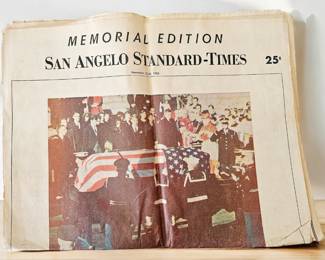 MEMORIAL EDITION
SAN ANGELO STANDARD-TIMES 25¢